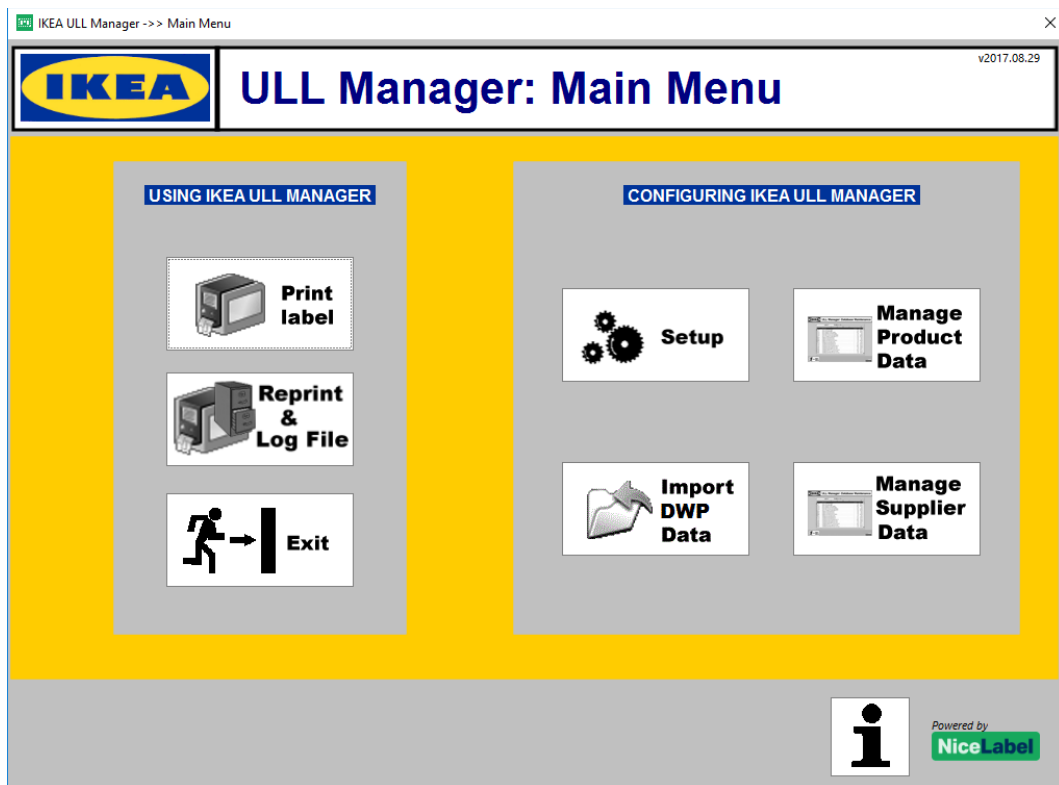 IKEA ULL Manager ->> Main Menu
IKEA
ULL Manager: Main Menu
v2017.08.29
USING IKEA ULL MANAGER
Print
label
Reprint
&
Log File
Exit
CONFIGURING IKEA ULL MANAGER
Setup
Manage
Product
Data
Import
DWP
Data
Manage
Supplier
Data
Powered by
NiceLabel